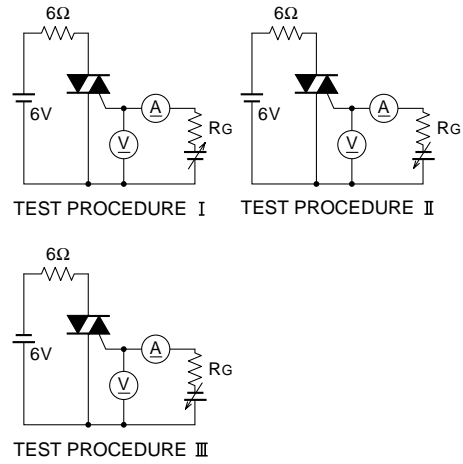 6Ω 6Ω
6V A RG V 6V A RG V
TEST PROCEDURE Ⅰ TEST PROCEDURE Ⅱ
6Ω
6V A RG V
TEST PROCEDURE Ⅲ